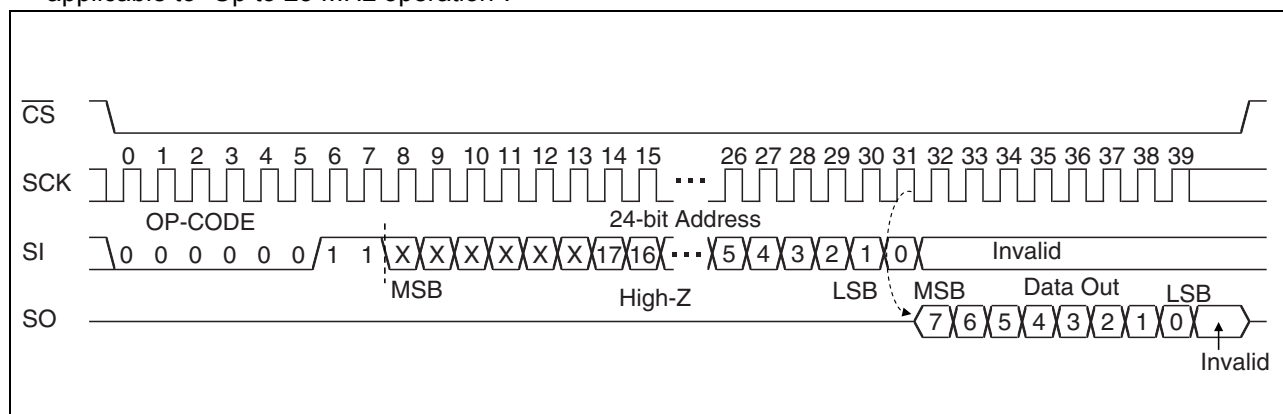 applicable to "Up to 25 MHz operation".
CS
0 1 2 3 4 5 6 7 8 9 10 11 12 13 14 15 26 27 28 29 30 31 32 33 34 35 36 37 38 39
SCK
OP-CODE 24-bit Address
SI 0 0 0 0 0 0 1 1 X X X X X X 17 16 5 4 3 2 1 0 Invalid
MSB High-Z LSB MSB Data Out LSB
SO 7 6 5 4 3 2 1 0
Invalid